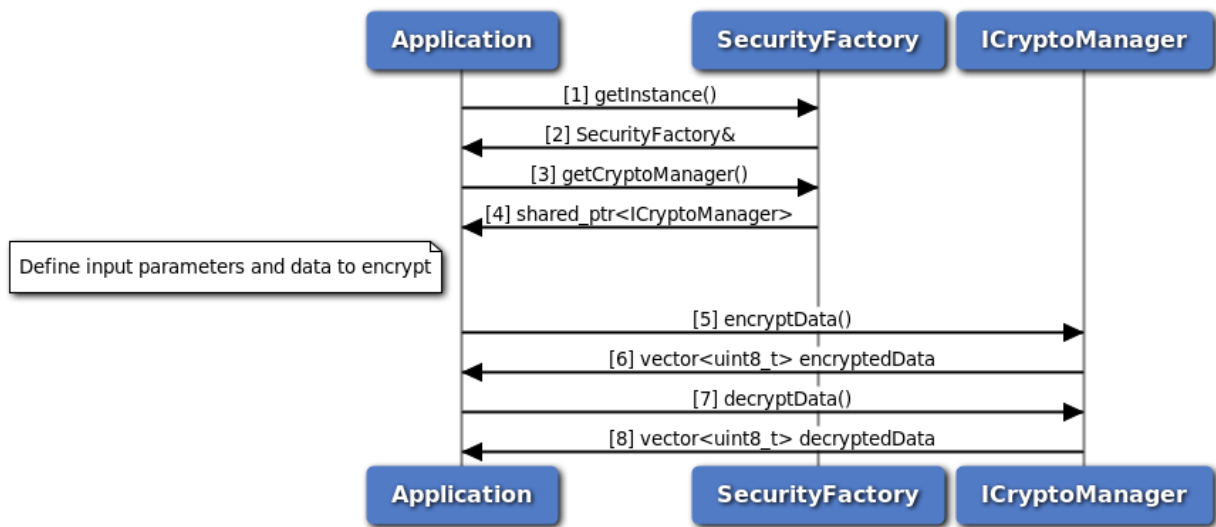 Application SecurityFactory ICryptoManager
[1] getInstance()
[2] SecurityFactory&
[3] getCryptoManager()
[4] shared_ptr<ICryptoManager>
Define input parameters and data to encrypt
[5] encryptData()
[6] vector<uint8_t> encryptedData
[7] decryptData()
[8] vector<uint8_t> decryptedData
Application SecurityFactory ICryptoManager